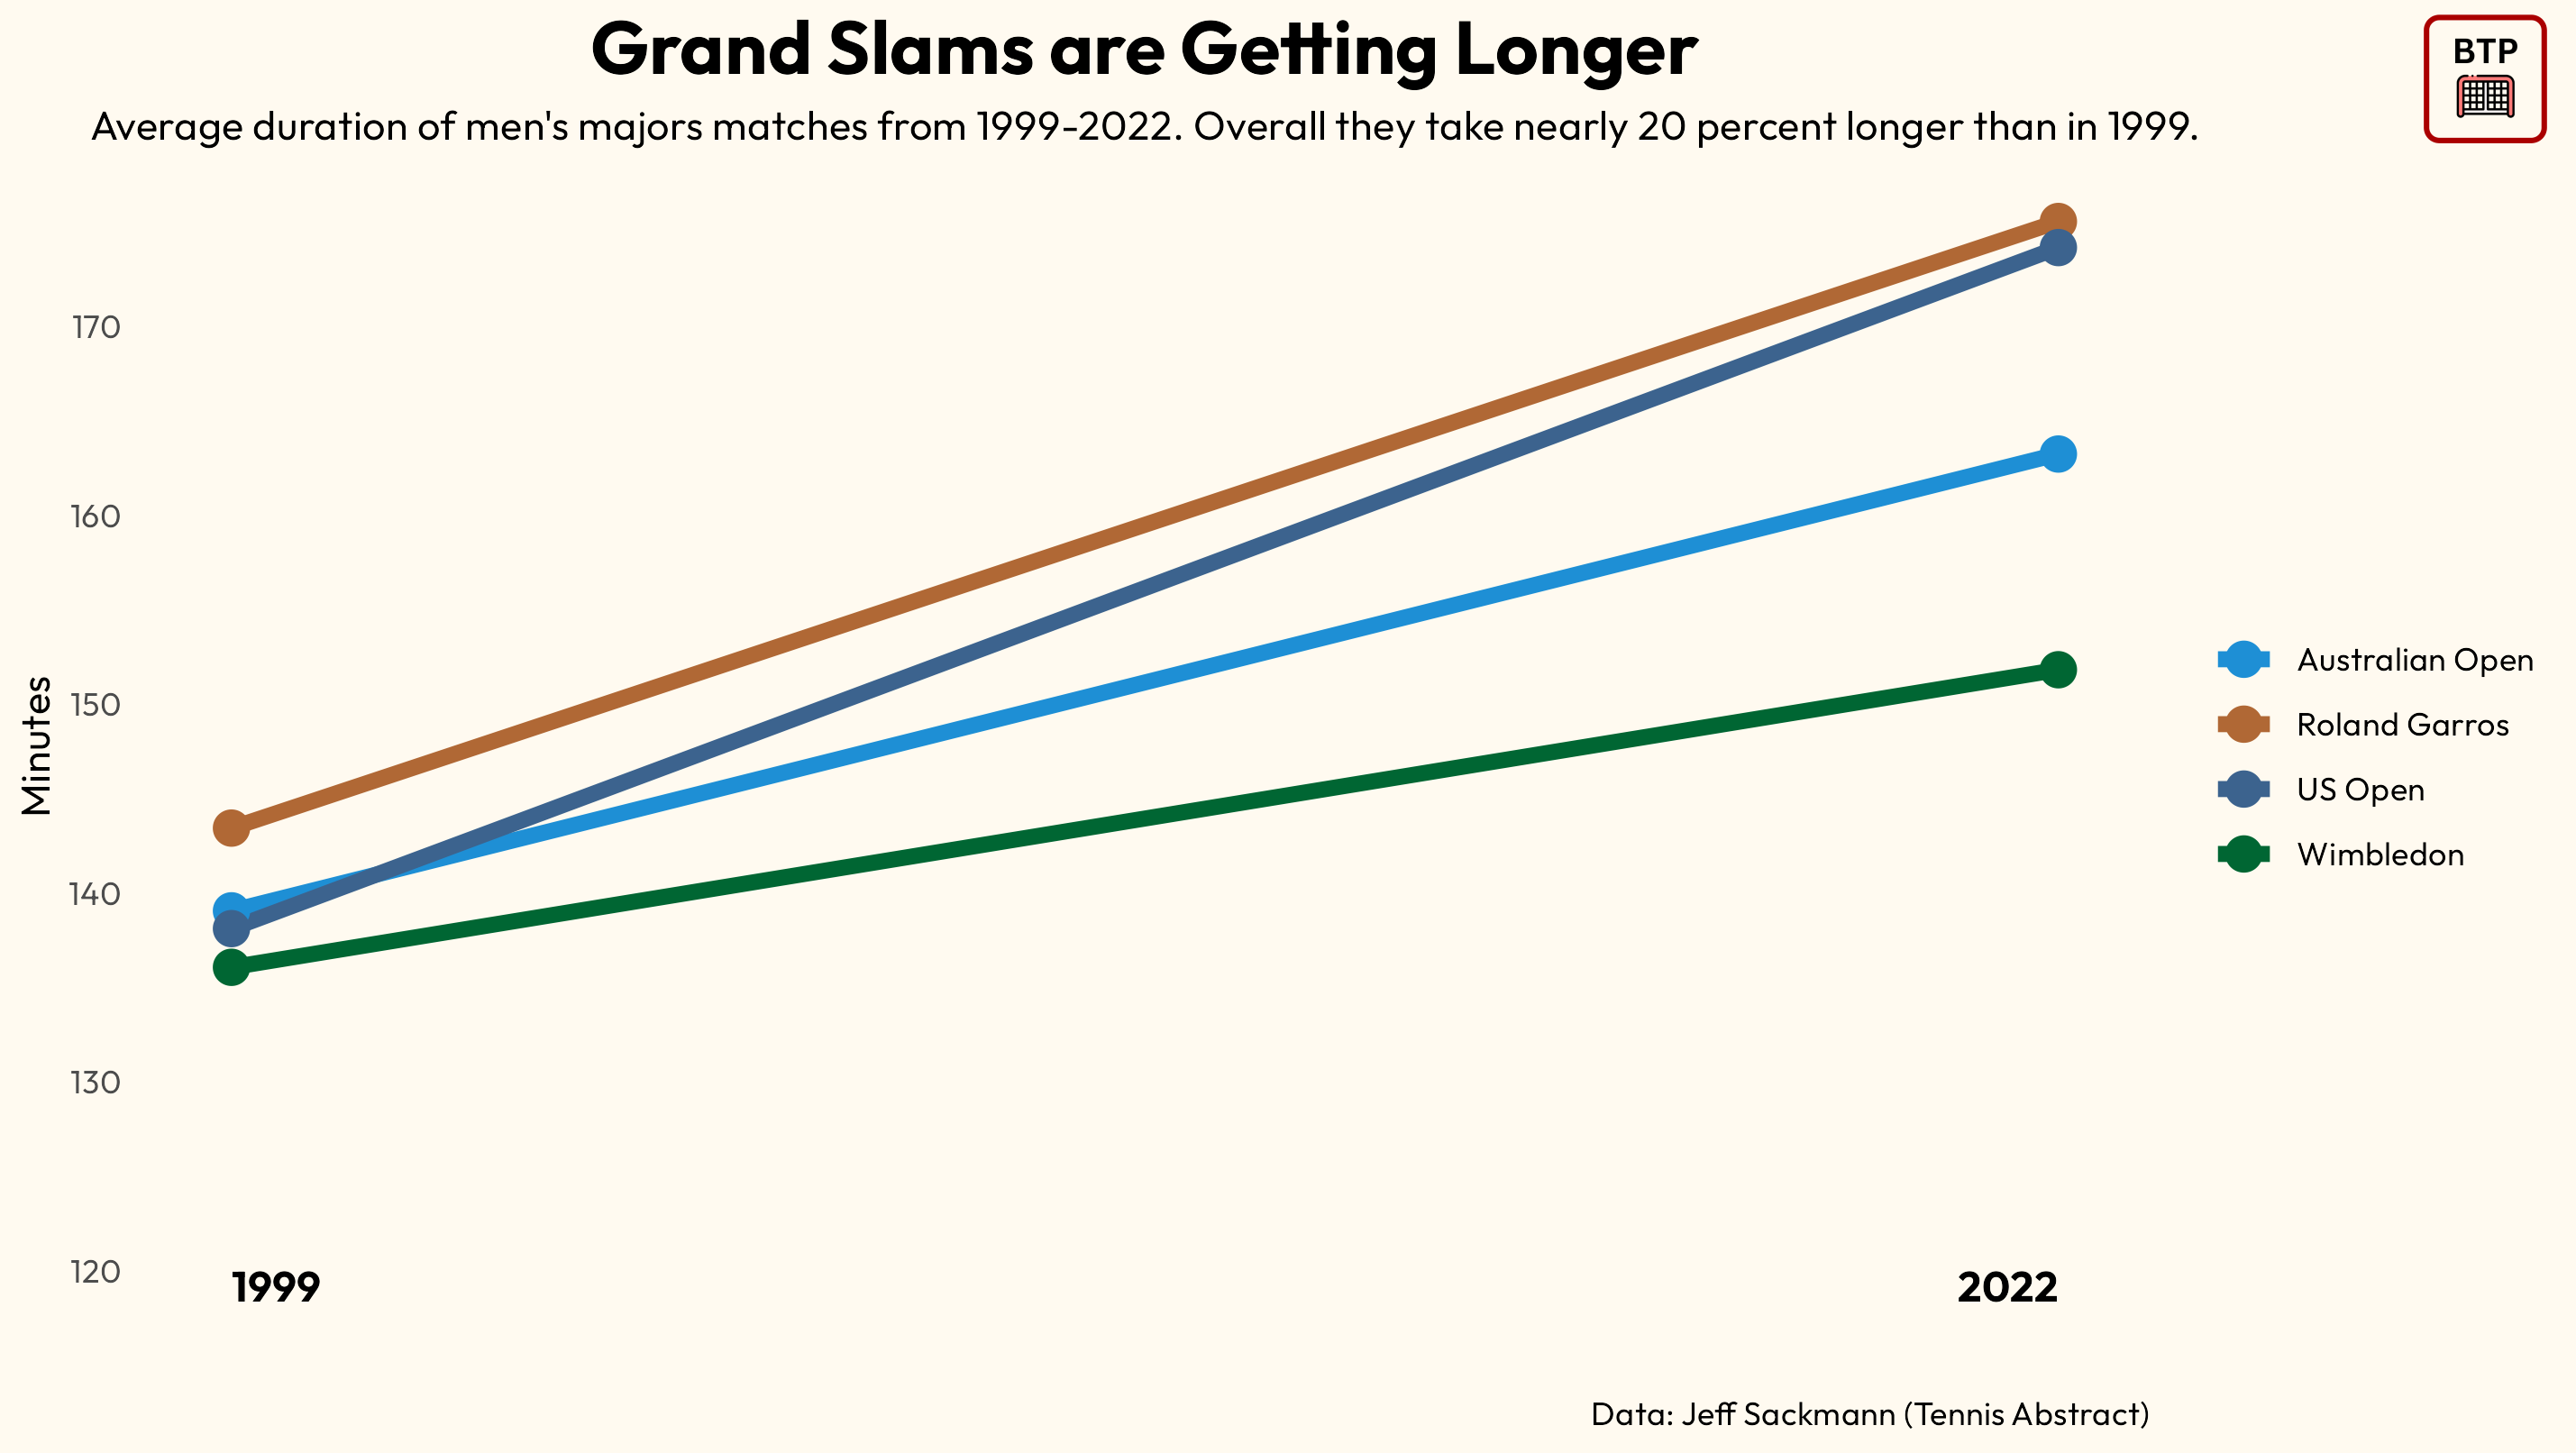 Grand Slams are Getting Longer
BTP
Average duration of men's majors matches from 1999-2022. Overall they take nearly 20 percent longer than in 1999.
170
160
150
140
130
120
Minutes
1999
2022
Australian Open
Roland Garros
US Open
Wimbledon
Data: Jeff Sackmann (Tennis Abstract)